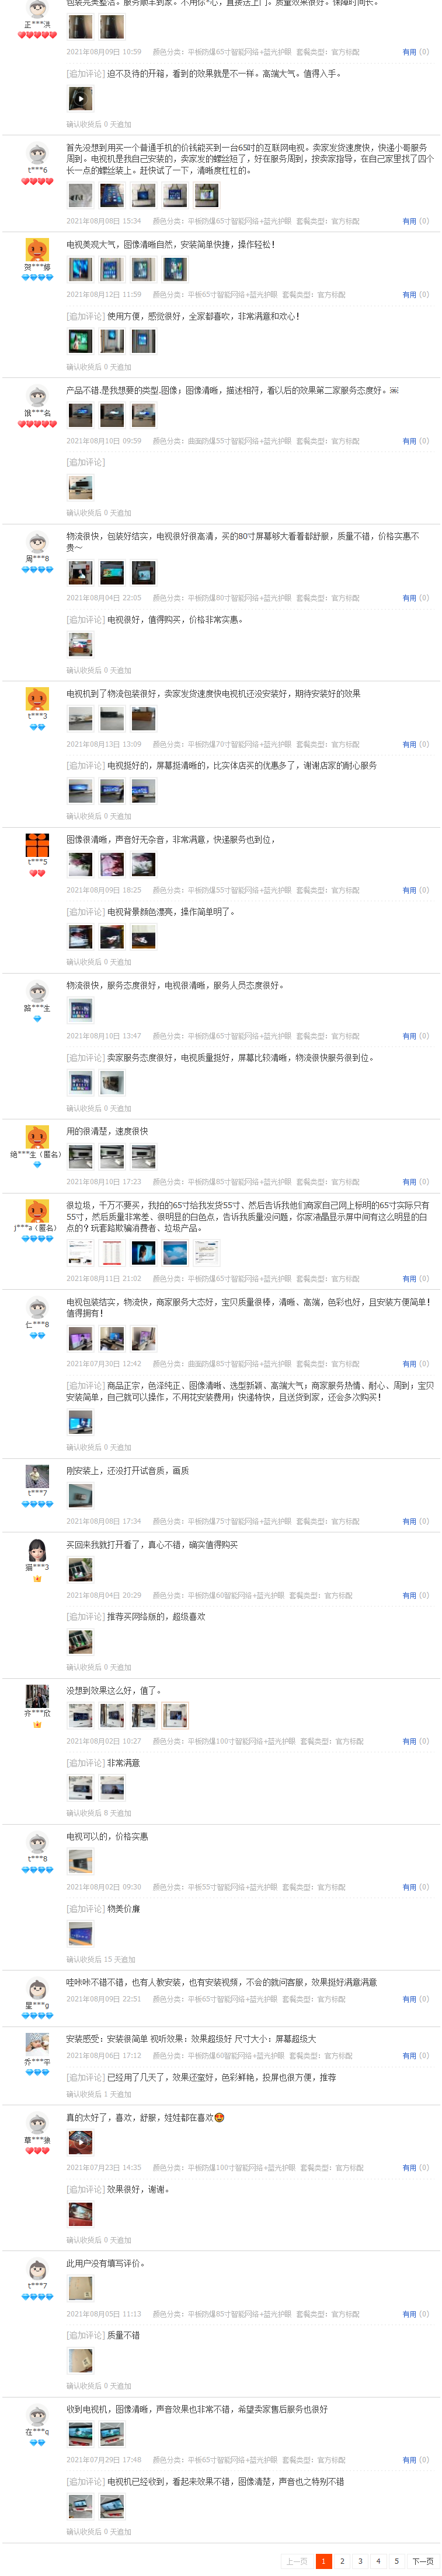 包装完美整洁。服务顺丰到家。不用你*心，直接送上门。质量效果很好。保障时间长。
正***洪
2021年08月09日 10:59 颜色分类：平板防爆65寸智能网络+蓝光护眼 套餐类型：官方标配 有用 (0)
[追加评论] 迫不及待的开箱，看到的效果就是不一样。高端大气。值得入手。
确认收货后 0 天追加
首先没想到用买一个普通手机的价钱能买到一台65吋的互联网电视。卖家发货速度快，快递小哥服务
周到。电视机是我自己安装的，卖家发的螺丝短了，好在服务周到，按卖家指导，在自己家里找了四个
长一点的螺丝装上。赶快试了一下，清晰度杠杠的。
t***6
2021年08月08日 15:34 颜色分类：平板防爆65寸智能网络+蓝光护眼 套餐类型：官方标配 有用 (0)
电视美观大气，图像清晰自然，安装简单快捷，操作轻松！
贺***婷
2021年08月12日 11:59 颜色分类：平板65寸智能网络+蓝光护眼 套餐类型：官方标配 有用 (0)
[追加评论] 使用方便，感觉很好，全家都喜欢，非常满意和欢心！
确认收货后 0 天追加
产品不错.是我想要的类型.图像：图像清晰，描述相符，看以后的效果第二家服务态度好。
饿***名
2021年08月10日 09:59 颜色分类：曲面防爆55寸智能网络+蓝光护眼 套餐类型：官方标配 有用 (0)
[追加评论]
确认收货后 0 天追加
物流很快，包装好结实，电视很好很高清，买的80寸屏幕够大看着都舒服，质量不错，价格实惠不
贵～
周***8
2021年08月04日 22:05 颜色分类：平板防爆80寸智能网络+蓝光护眼 套餐类型：官方标配 有用 (0)
[追加评论] 电视很好，值得购买，价格非常实惠。
确认收货后 0 天追加
电视机到了物流包装很好，卖家发货速度快电视机还没安装好，期待安装好的效果
t***3
2021年08月13日 13:09 颜色分类：平板防爆70寸智能网络+蓝光护眼 套餐类型：官方标配 有用 (0)
[追加评论] 电视挺好的，屏幕挺清晰的，比实体店买的优惠多了，谢谢店家的耐心服务
确认收货后 0 天追加
图像很清晰，声音好无杂音，非常满意，快递服务也到位，
t***5
2021年08月09日 18:25 颜色分类：平板防爆55寸智能网络+蓝光护眼 套餐类型：官方标配 有用 (0)
[追加评论] 电视背景颜色漂亮，操作简单明了。
确认收货后 0 天追加
物流很快，服务态度很好，电视很清晰，服务人员态度很好。
路***生
2021年08月10日 13:47 颜色分类：平板防爆65寸智能网络+蓝光护眼 套餐类型：官方标配 有用 (0)
[追加评论] 卖家服务态度很好，电视质量挺好，屏幕比较清晰，物流很快服务很到位。
确认收货后 0 天追加
用的很清楚，速度很快
绝***生（匿名）
2021年08月10日 17:23 颜色分类：平板防爆85寸智能网络+蓝光护眼 套餐类型：官方标配 有用 (0)
很垃圾，千万不要买，我拍的65寸给我发货55寸、然后告诉我他们商家自己网上标明的65寸实际只有
55寸，然后质量非常差、很明显的白色点，告诉我质量没问题，你家液晶显示屏中间有这么明显的白
点的？玩套路欺骗消费者、垃圾产品。
j***a（匿名）
2021年08月11日 21:02 颜色分类：平板防爆65寸智能网络+蓝光护眼 套餐类型：官方标配 有用 (0)
电视包装结实，物流快，商家服务大态好，宝贝质量很棒，清晰、高端，色彩也好，且安装方便简单！
值得拥有！
仁***8
2021年07月30日 12:42 颜色分类：曲面防爆85寸智能网络+蓝光护眼 套餐类型：官方标配 有用 (0)
[追加评论] 商品正宗，色泽纯正、图像清晰、选型新颖、高端大气；商家服务热情、耐心、周到；宝贝
安装简单，自己就可以操作，不用花安装费用；快递特快，且送货到家，还会多次购买！
确认收货后 0 天追加
刚安装上，还没打开试音质，画质
t***7
2021年08月08日 17:34 颜色分类：平板防爆75寸智能网络+蓝光护眼 套餐类型：官方标配 有用 (0)
买回来我就打开看了，真心不错，确实值得购买
猫***3
2021年08月04日 20:29 颜色分类：平板防爆60智能网络+蓝光护眼 套餐类型：官方标配 有用 (0)
[追加评论] 推荐买网络版的，超级喜欢
确认收货后 0 天追加
没想到效果这么好，值了。
亦***欣
2021年08月02日 10:27 颜色分类：平板防爆100寸智能网络+蓝光护眼 套餐类型：官方标配 有用 (0)
[追加评论] 非常满意
确认收货后 8 天追加
电视可以的，价格实惠
t***8
2021年08月02日 09:30 颜色分类：平板55寸智能网络+蓝光护眼 套餐类型：官方标配 有用 (0)
[追加评论] 物美价廉
确认收货后 15 天追加
哇咔咔不错不错，也有人教安装，也有安装视频，不会的就问客服，效果挺好满意满意
星***g
2021年08月09日 22:51 颜色分类：平板65寸智能网络+蓝光护眼 套餐类型：官方标配 有用 (0)
安装感受：安装很简单 视听效果：效果超级好 尺寸大小：屏幕超级大
乔***平
2021年08月06日 17:12 颜色分类：平板防爆60智能网络+蓝光护眼 套餐类型：官方标配 有用 (0)
[追加评论] 已经用了几天了，效果还蛮好，色彩鲜艳，投屏也很方便，推荐
确认收货后 1 天追加
真的太好了，喜欢，舒服，娃娃都在喜欢
草***狼
2021年07月23日 14:35 颜色分类：平板防爆100寸智能网络+蓝光护眼 套餐类型：官方标配 有用 (0)
[追加评论] 效果很好，谢谢。
确认收货后 0 天追加
此用户没有填写评价。
t***7
2021年08月05日 11:13 颜色分类：平板防爆85寸智能网络+蓝光护眼 套餐类型：官方标配 有用 (0)
[追加评论] 质量不错
确认收货后 0 天追加
收到电视机，图像清晰，声音效果也非常不错，希望卖家售后服务也很好
在***q
2021年07月29日 17:48 颜色分类：平板65寸智能网络+蓝光护眼 套餐类型：官方标配 有用 (0)
[追加评论] 电视机已经收到，看起来效果不错，图像清楚，声音也之特别不错
确认收货后 0 天追加
上一页 1 2 3 4 5 下一页